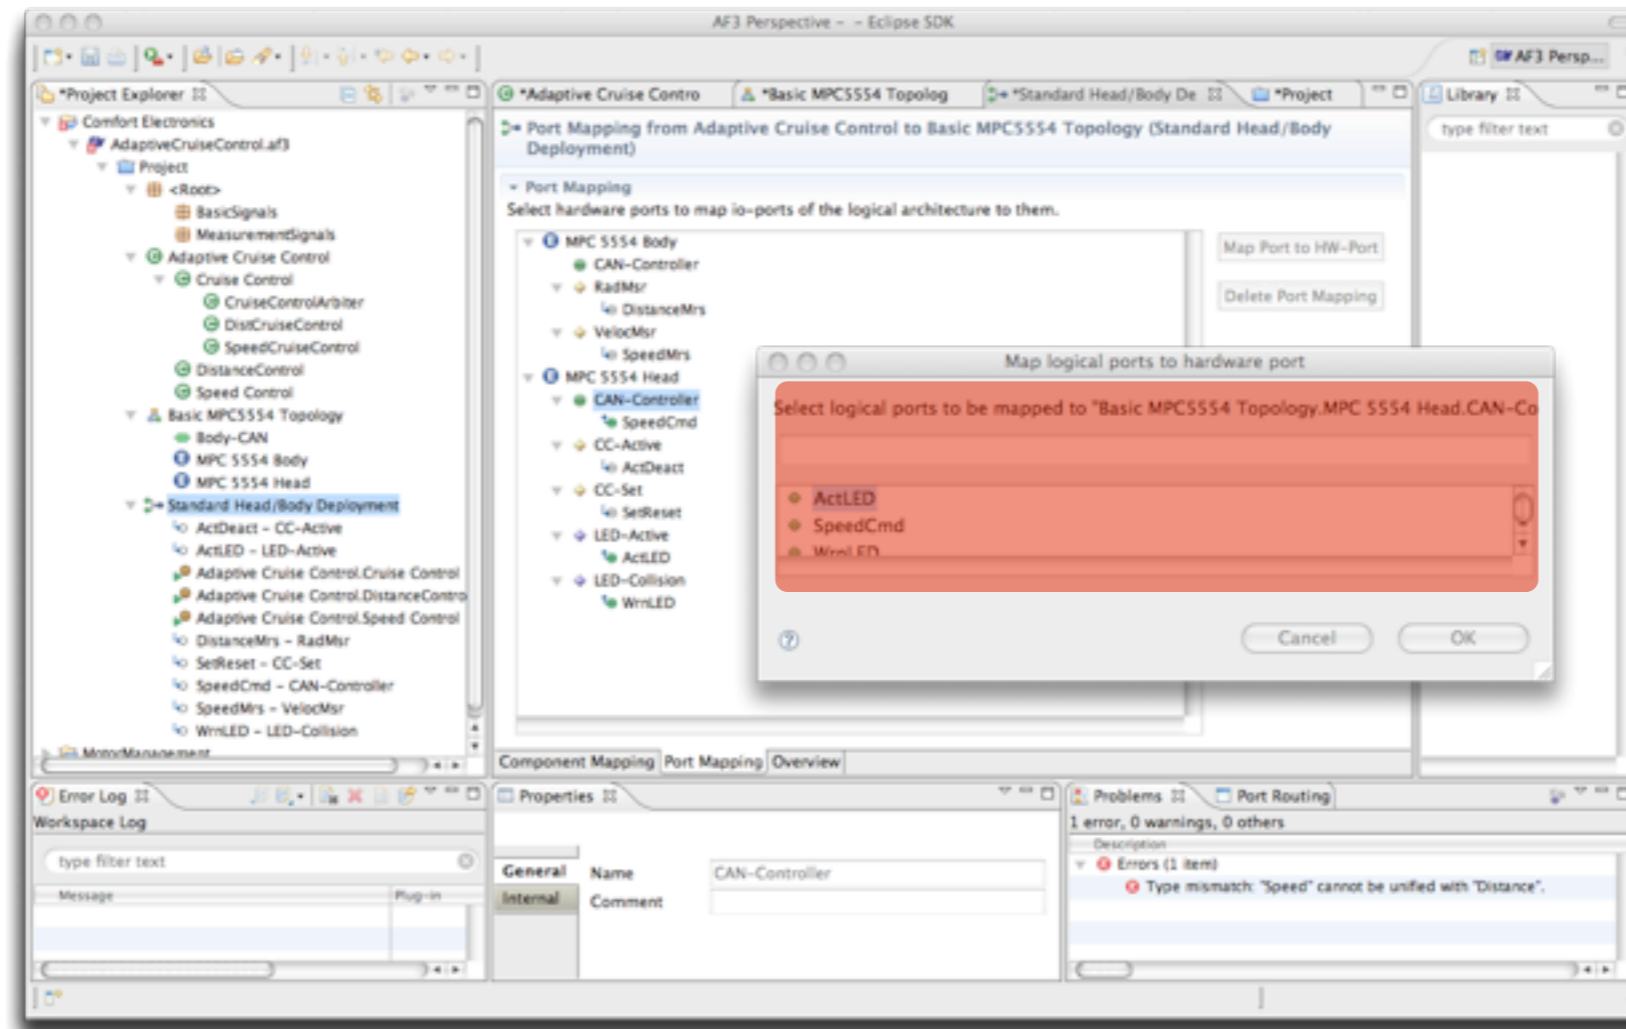 AF3 Perspective - - Eclipse SDK
AF3 Persp...
*Project Explorer
Comfort Electronics
AdaptiveCruiseControl.af3
Project
<Root>
BasicSignals
MeasurementSignals
Adaptive Cruise Control
Cruise Control
CruiseControlArbiter
DistCruiseControl
SpeedCruiseControl
DistanceControl
Speed Control
Basic MPC5554 Topology
Body-CAN
MPC 5554 Body
MPC 5554 Head
Standard Head/Body Deployment
ActDeact - CC-Active
ActLED - LED-Active
Adaptive Cruise Control.Cruise Control
Adaptive Cruise Control.DistanceContro
Adaptive Cruise Control.Speed Control
DistanceMrs - RadMsr
SetReset - CC-Set
SpeedCmd - CAN-Controller
SpeedMrs - VelocMsr
WrnLED - LED-Collision
MotorManagement
*Adaptive Cruise Contro
*Basic MPC5554 Topolog
*Standard Head/Body De
*Project
Port Mapping from Adaptive Cruise Control to Basic MPC5554 Topology (Standard Head/Body
Deployment)
Port Mapping
Select hardware ports to map io-ports of the logical architecture to them.
MPC 5554 Body
CAN-Controller
RadMsr
DistanceMrs
VelocMsr
SpeedMrs
MPC 5554 Head
CAN-Controller
SpeedCmd
CC-Active
ActDeact
CC-Set
SetReset
LED-Active
ActLED
LED-Collision
WrnLED
Map Port to HW-Port
Delete Port Mapping
Component Mapping
Port Mapping
Overview
Library
type filter text
Map logical ports to hardware port
Select logical ports to be mapped to "Basic MPC5554 Topology.MPC 5554 Head.CAN-Co
ActLED
SpeedCmd
WrnLED
?
Cancel
OK
Error Log
Workspace Log
type filter text
Message
Plug-in
Properties
General
Internal
Name
CAN-Controller
Comment
Problems
Port Routing
1 error, 0 warnings, 0 others
Description
Errors (1 item)
Type mismatch: "Speed" cannot be unified with "Distance".